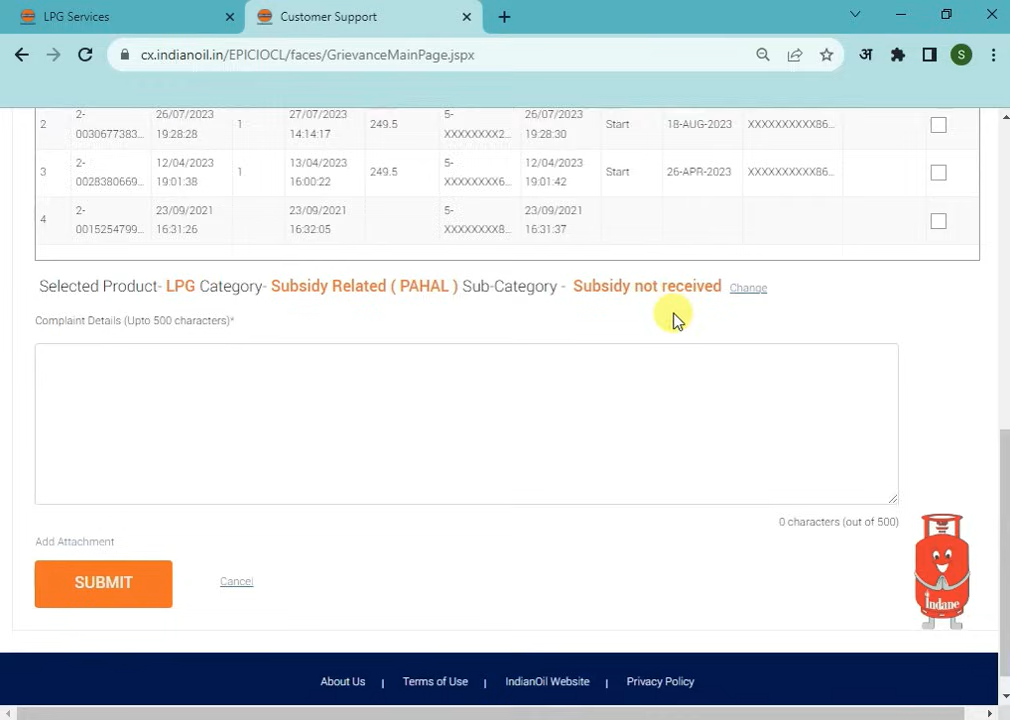 LPG Services
Customer Support
cx.indianoil.in/EPICIOCL/faces/GrievanceMainPage.jspx
अ
S
2 2-0030677383... 26/07/2023 19:28:28 1 27/07/2023 14:14:17 249.5 5-XXXXXXXX2... 26/07/2023 19:28:30 Start 18-AUG-2023 XXXXXXXXXX86...
3 2-0028380669... 12/04/2023 19:01:38 1 13/04/2023 16:00:22 249.5 5-XXXXXXXX6... 12/04/2023 19:01:42 Start 26-APR-2023 XXXXXXXXXX86...
4 2-0015254799... 23/09/2021 16:31:26 23/09/2021 16:32:05 5-XXXXXXXX8... 23/09/2021 16:31:37
Selected Product- LPG Category- Subsidy Related ( PAHAL ) Sub-Category - Subsidy not received Change
Complaint Details (Upto 500 characters)*
0 characters (out of 500)
Add Attachment
SUBMIT Cancel
Indane
About Us | Terms of Use | IndianOil Website | Privacy Policy